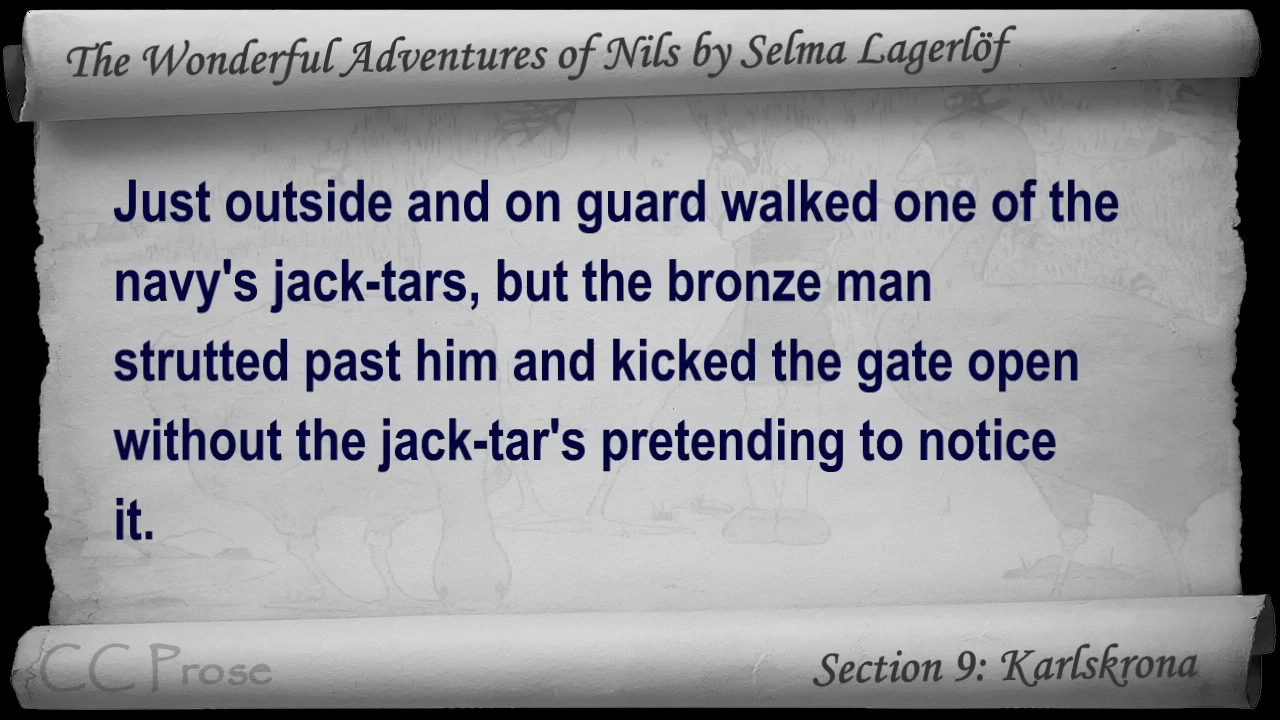 The Wonderful Adventures of Nils by Selma Lagerlöf
Just outside and on guard walked one of the
navy's jack-tars, but the bronze man
strutted past him and kicked the gate open
without the jack-tar's pretending to notice
it.
CC Prose
Section 9: Karlskrona